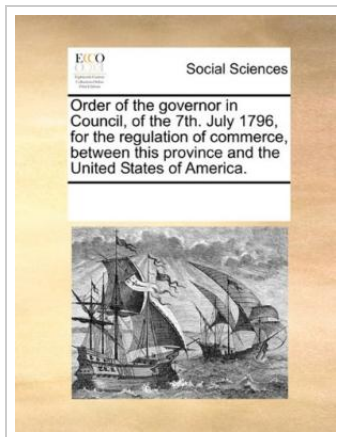 ECCO
Social Sciences
Order of the governor in
Council, of the 7th. July 1796,
for the regulation of commerce,
between this province and the
United States of America.